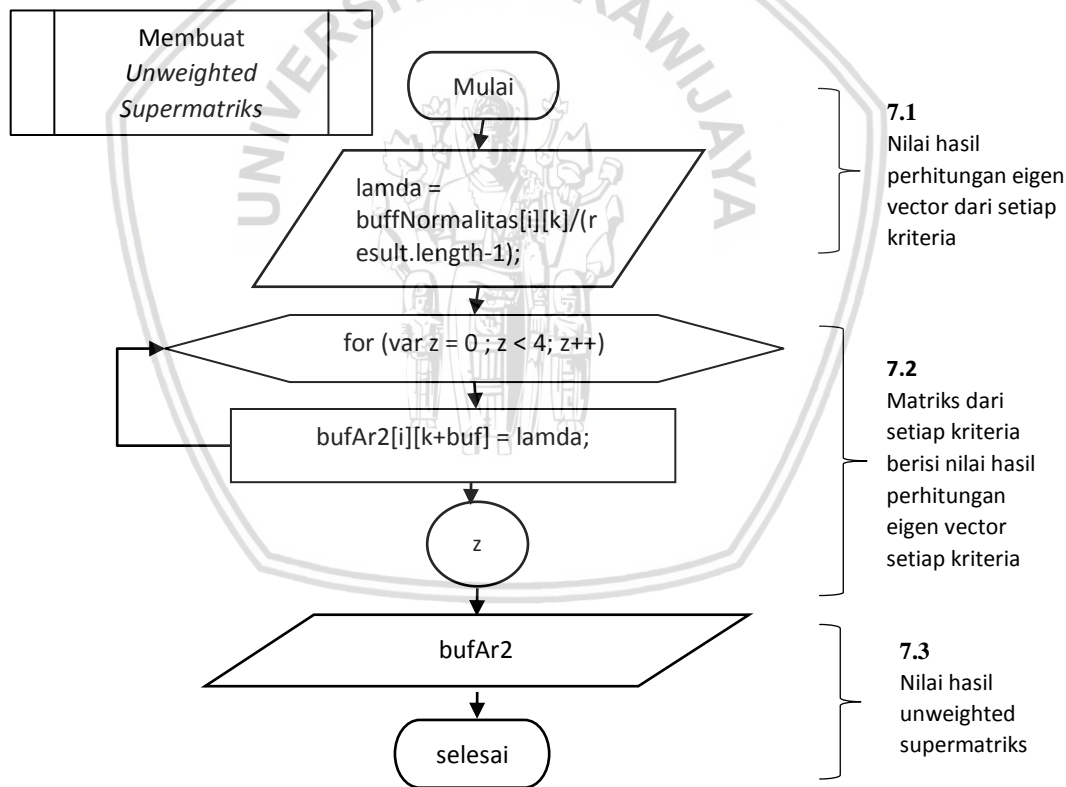 Membuat
Unweighted
Supermatriks
UNIVERSITAS BRAWIJAYA
Mulai
7.1
Nilai hasil
perhitungan eigen
vector dari setiap
kriteria
lamda =
buffNormalitas[i][k]/(r
esult.length-1);
for (var z = 0 ; z < 4; z++)
bufAr2[i][k+buf] = lamda;
z
7.2
Matriks dari
setiap kriteria
berisi nilai hasil
perhitungan
eigen vector
setiap kriteria
bufAr2
7.3
Nilai hasil
unweighted
supermatriks
selesai